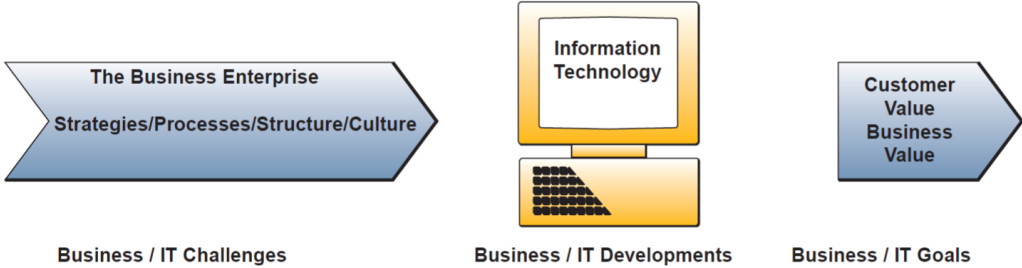 The Business Enterprise
Strategies/Processes/Structure/Culture
Information
Technology
Customer
Value
Business
Value
Business / IT Challenges
Business / IT Developments
Business / IT Goals